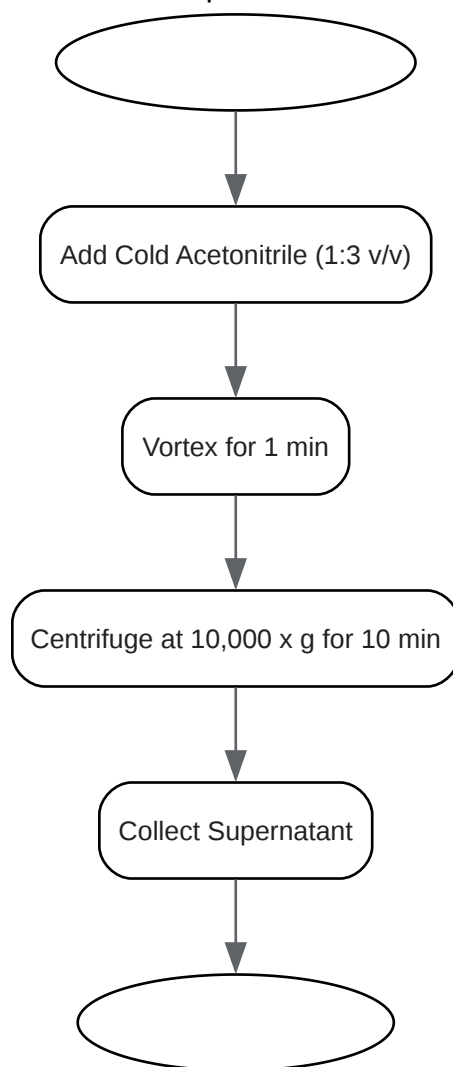 Add Cold Acetonitrile (1:3 v/v)
Vortex for 1 min
Centrifuge at 10,000 x g for 10 min
Collect Supernatant